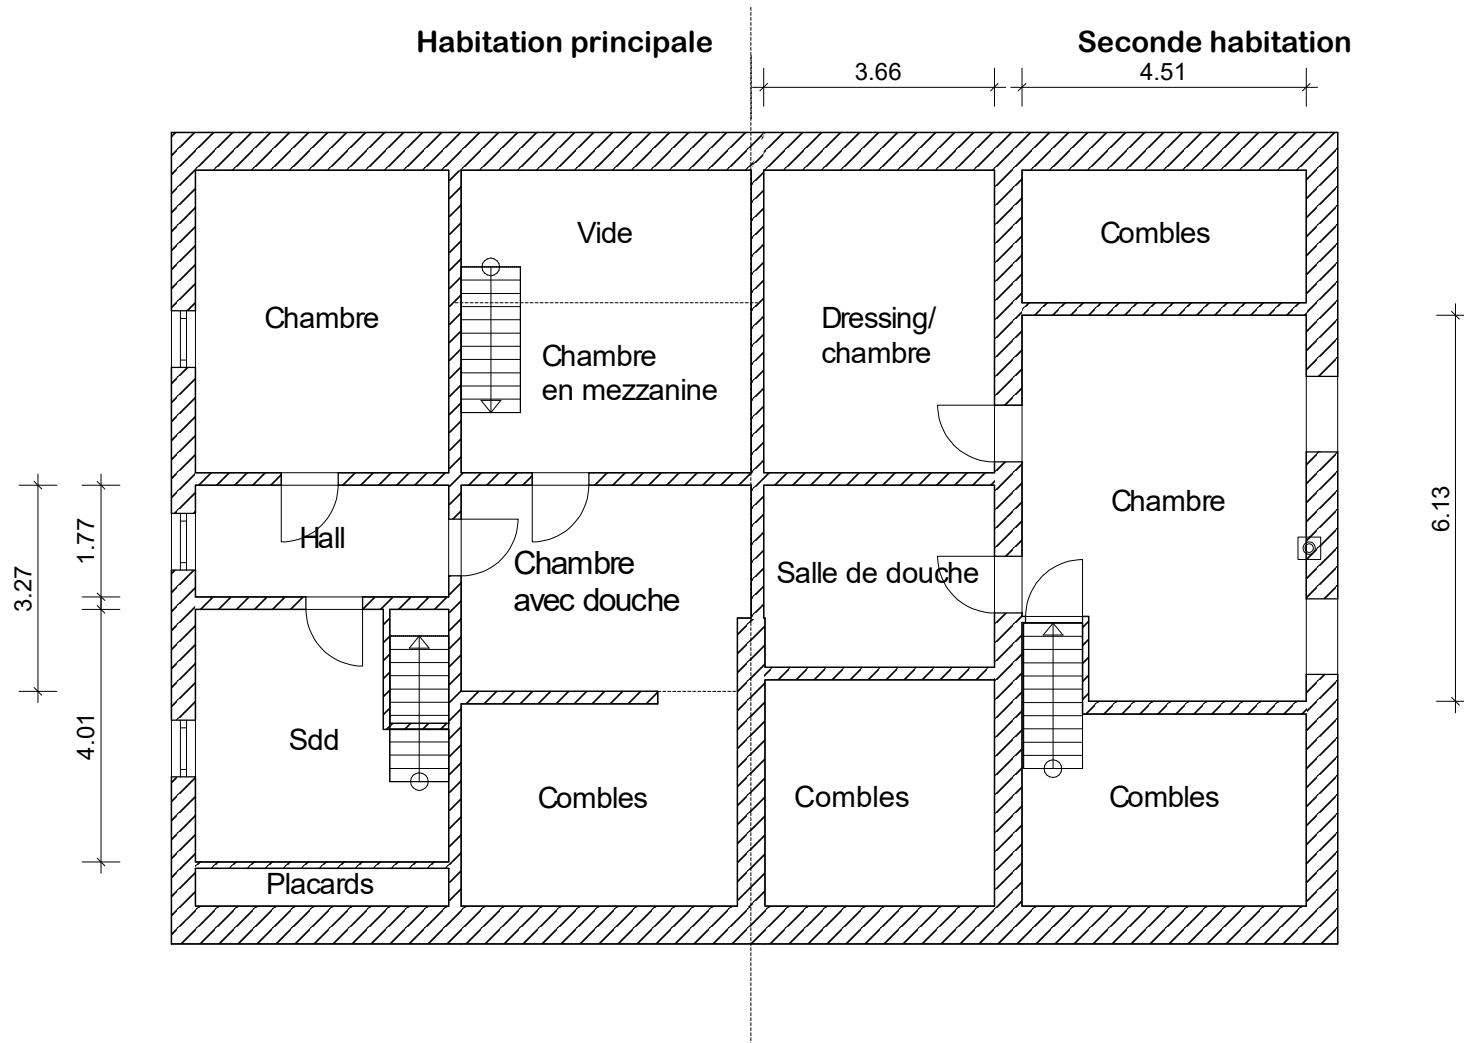 Habitation principale
Seconde habitation
3.66
4.51
Vide
Combles
Chambre
Dressing/
chambre
Chambre
en mezzanine
Chambre
6.13
3.27
1.77
Hall
Chambre
avec douche
Salle de douche
4.01
Sdd
Combles
Combles
Combles
Placards